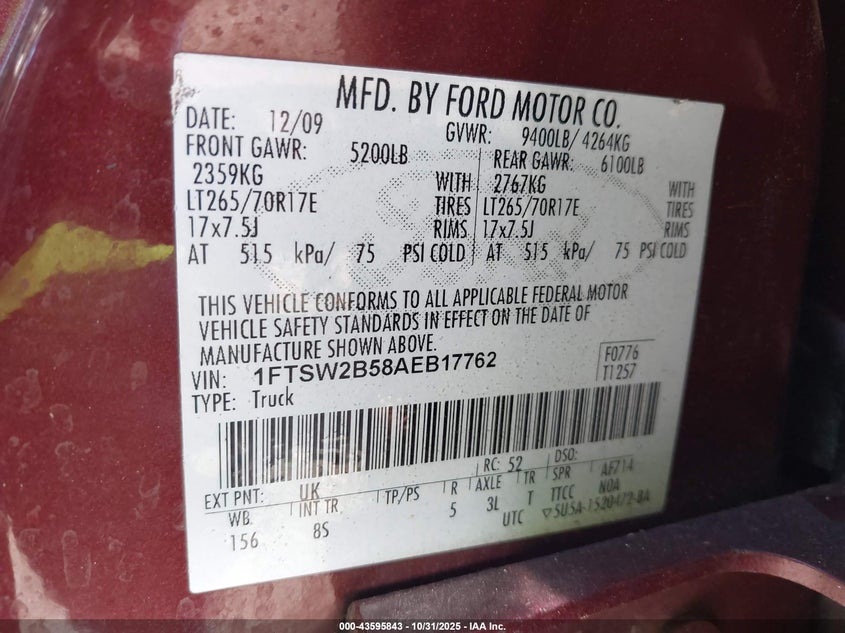 MFD. BY FORD MOTOR CO.
DATE: 12/09 GVWR: 9400LB/ 4264KG
FRONT GAWR: 5200LB REAR GAWR: 6100LB
2359KG WITH 2767KG WITH
LT265/70R17E TIRES LT265/70R17E TIRES
17x7.5J RIMS 17x7.5J RIMS
AT 515 kPa/ 75 PSI COLD AT 515 kPa/ 75 PSI COLD
THIS VEHICLE CONFORMS TO ALL APPLICABLE FEDERAL MOTOR
VEHICLE SAFETY STANDARDS IN EFFECT ON THE DATE OF
MANUFACTURE SHOWN ABOVE.
VIN: 1FTSW2B58AEB17762 F0776
TYPE: Truck T1257
EXT PNT: UK RC: 52 DSO: AF714
WB INT TR TP/PS R AXLE TR SPR NOA
156 8S 5 3L T TTCC
UTC ▽5U5A-1520472-BA
000-43595843 - 10/31/2025 - IAA Inc.